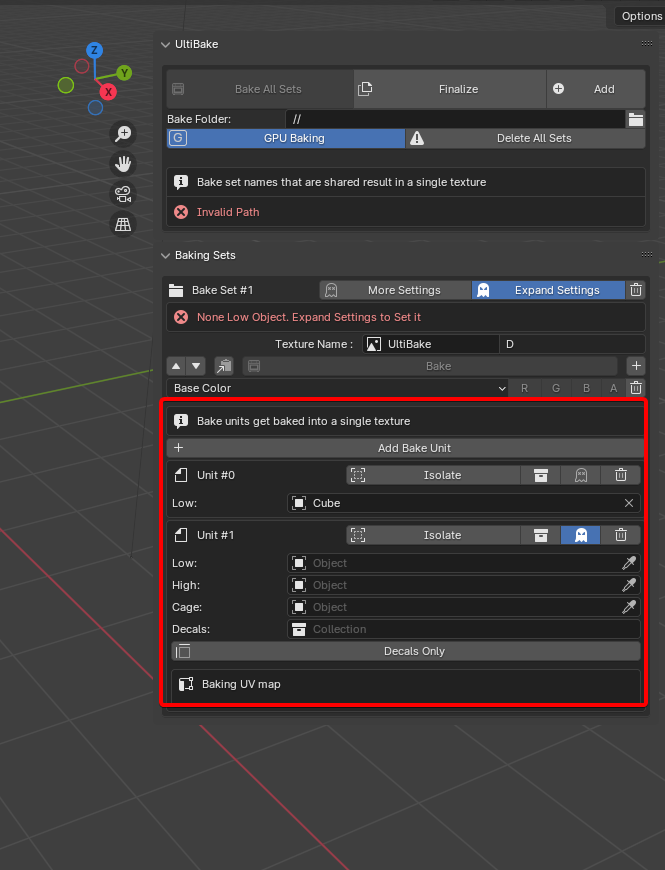 Options
UltiBake
Z
Y
X
Bake All Sets Finalize Add
Bake Folder: //
G GPU Baking Delete All Sets
Bake set names that are shared result in a single texture
Invalid Path
Baking Sets
Bake Set #1 More Settings Expand Settings
None Low Object. Expand Settings to Set it
Texture Name : UltiBake D
Bake
Base Color R G B A
Bake units get baked into a single texture
Add Bake Unit
Unit #0 Isolate
Low: Cube
Unit #1 Isolate
Low: Object
High: Object
Cage: Object
Decals: Collection
Decals Only
Baking UV map